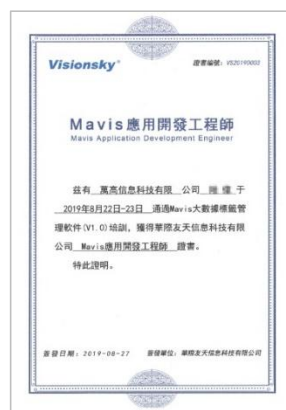 Visionsky
證書編號：VS20190002
Mavis應用開發工程師
Mavis Application Development Engineer
茲有 萬高信息科技有限 公司 于
2019年8月22日-23日 通過Mavis大數據標籤管
理軟件(V1.0)培訓，獲得華際友天信息科技有限
公司 Mavis應用開發工程師 證書。
特此證明。
簽發日期：2019-08-27
簽發單位：華際友天信息科技有限公司